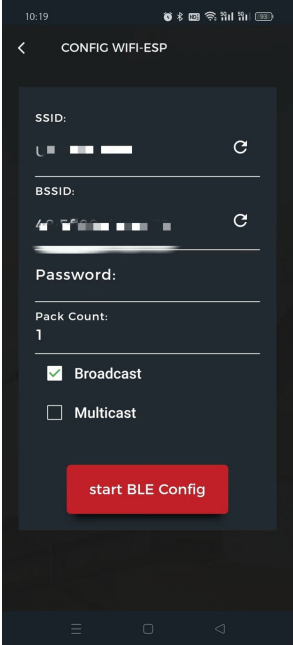 10:19
CONFIG WIFI-ESP
SSID:
BSSID:
Password:
Pack Count:
1
Broadcast
Multicast
start BLE Config